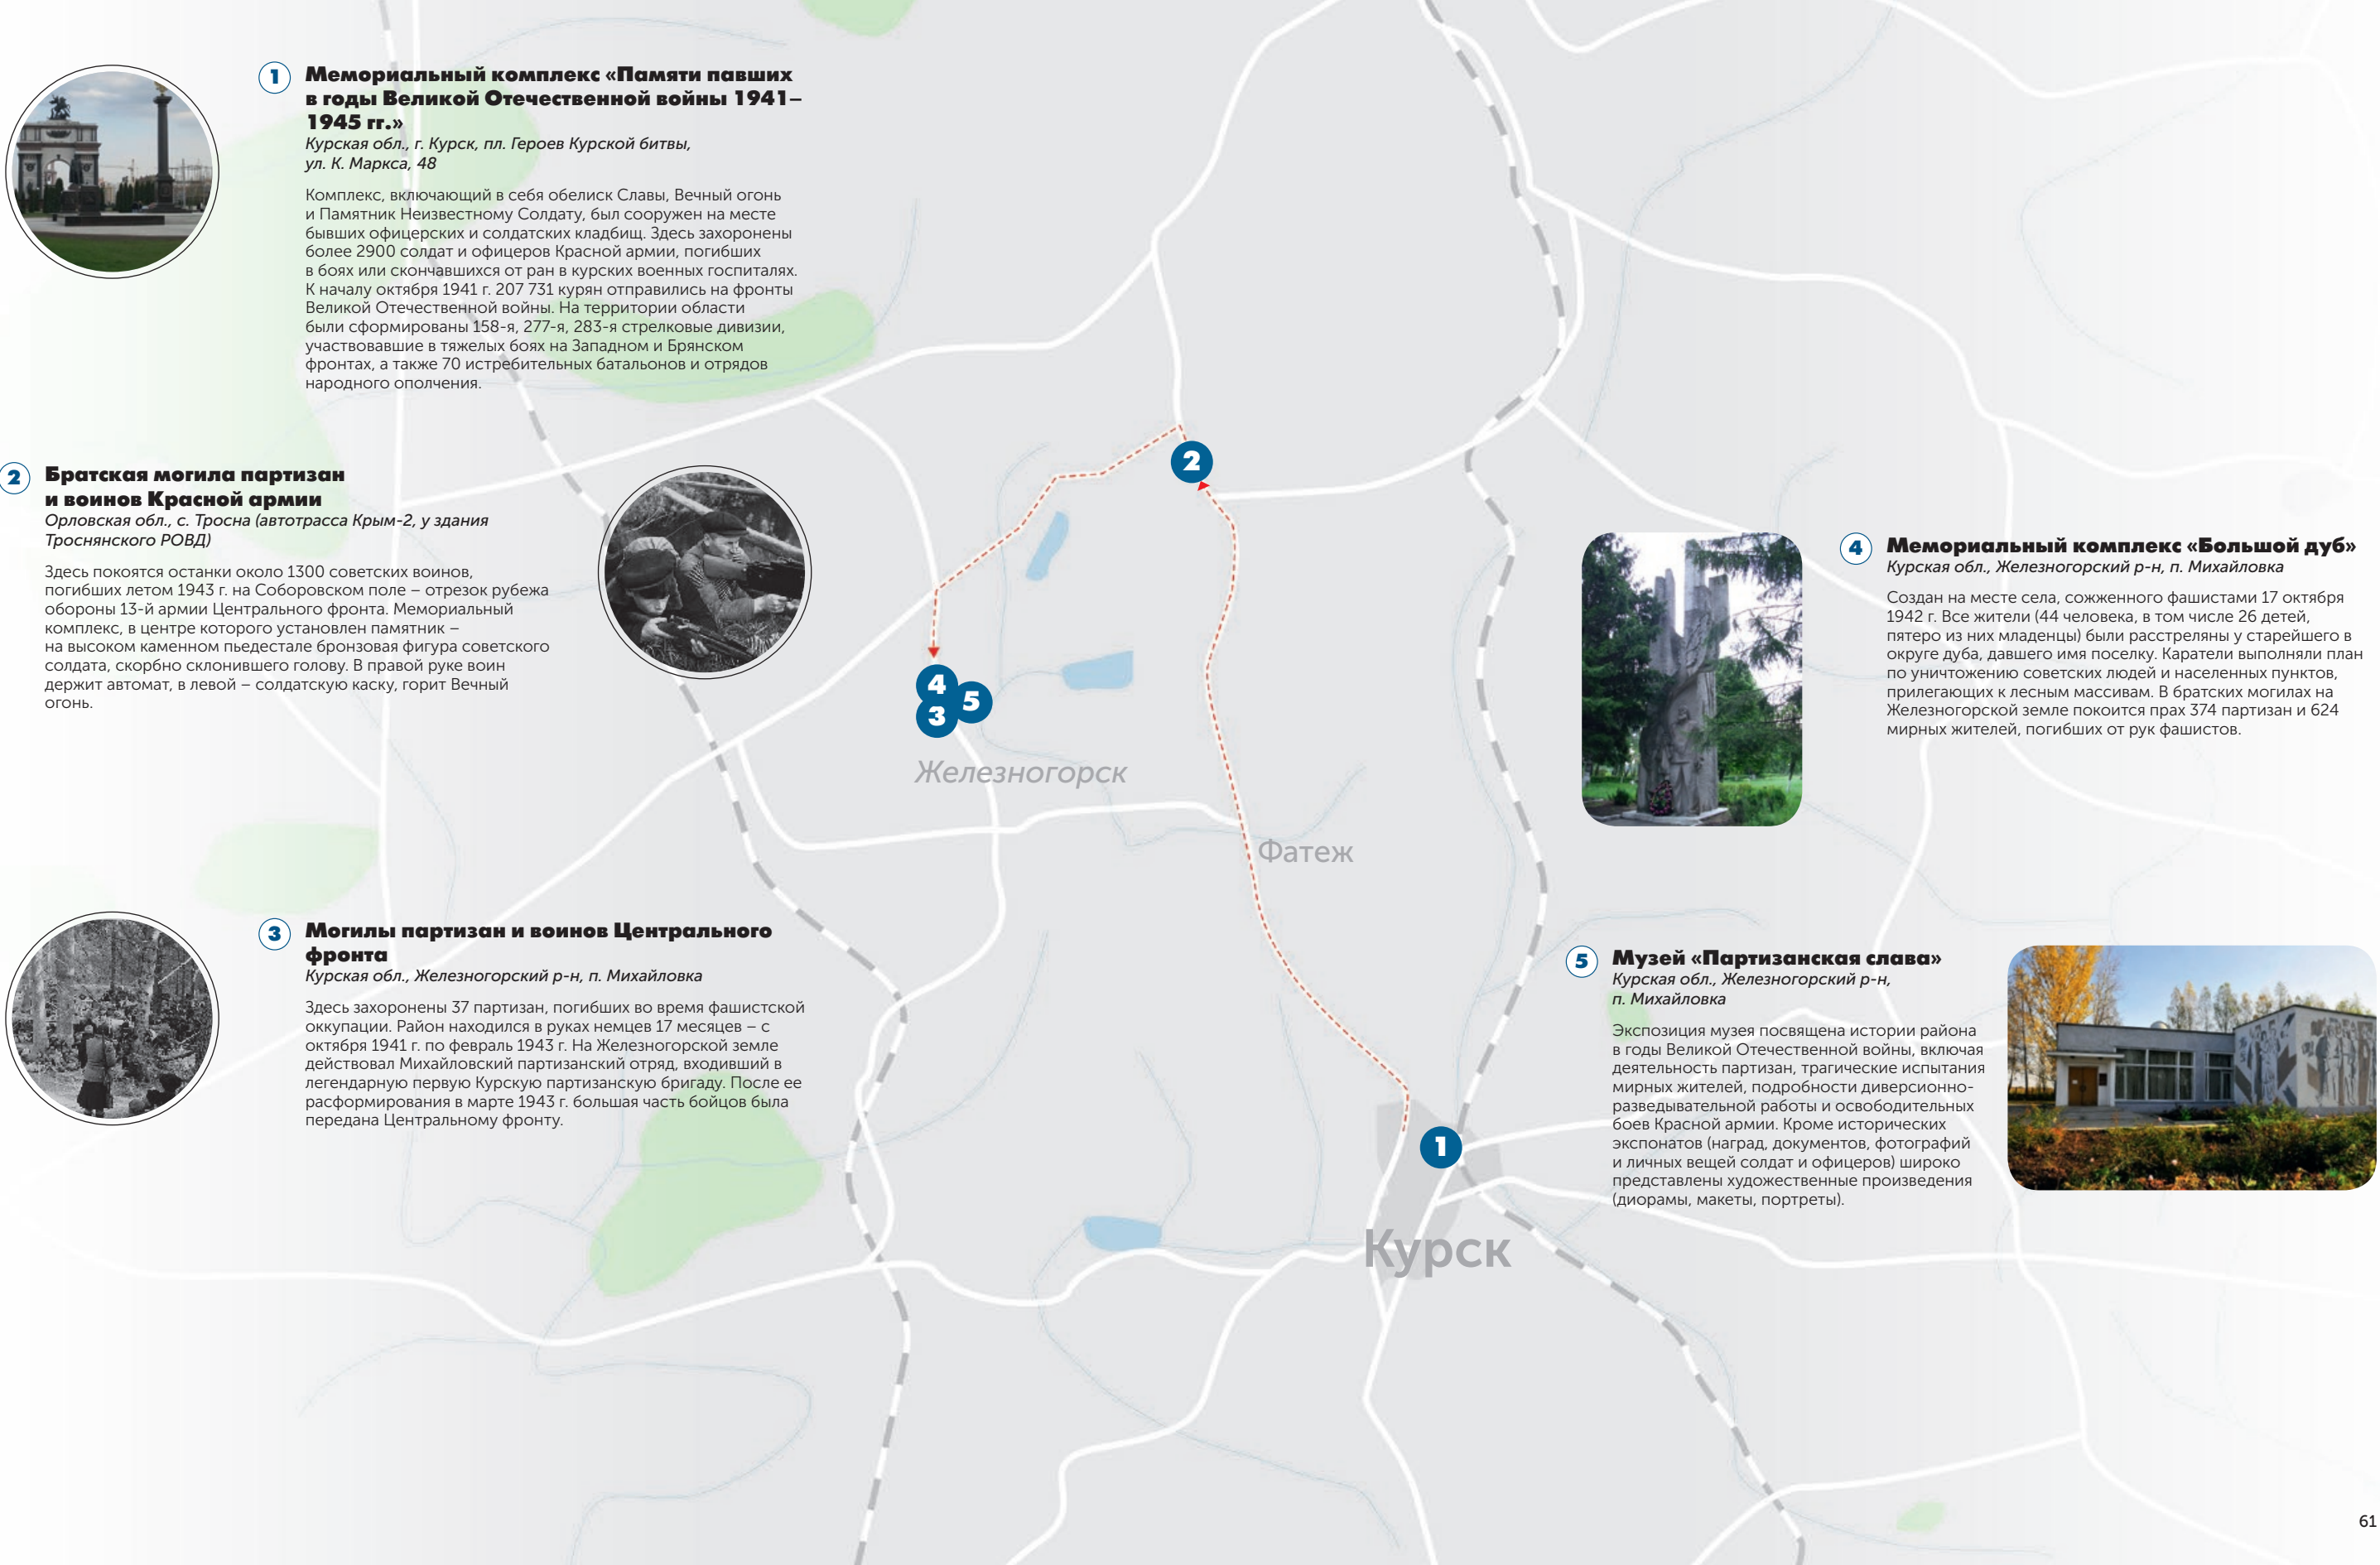 1
Мемориальный комплекс «Памяти павших
в годы Великой Отечественной войны 1941–
1945 гг.»
Курская обл., г. Курск, пл. Героев Курской битвы,
ул. К. Маркса, 48
Комплекс, включающий в себя обелиск Славы, Вечный огонь
и Памятник Неизвестному Солдату, был сооружен на месте
бывших офицерских и солдатских кладбищ. Здесь захоронены
более 2900 солдат и офицеров Красной армии, погибших
в боях или скончавшихся от ран в курских военных госпиталях.
К началу октября 1941 г. 207 731 курян отправились на фронты
Великой Отечественной войны. На территории области
были сформированы 158-я, 277-я, 283-я стрелковые дивизии,
участвовавшие в тяжелых боях на Западном и Брянском
фронтах, а также 70 истребительных батальонов и отрядов
народного ополчения.
2
Братская могила партизан
и воинов Красной армии
Орловская обл., с. Тросна (автотрасса Крым-2, у здания
Троснянского РОВД)
Здесь покоятся останки около 1300 советских воинов,
погибших летом 1943 г. на Соборовском поле – отрезок рубежа
обороны 13-й армии Центрального фронта. Мемориальный
комплекс, в центре которого установлен памятник –
на высоком каменном пьедестале бронзовая фигура советского
солдата, скорбно склонившего голову. В правой руке воин
держит автомат, в левой – солдатскую каску, горит Вечный
огонь.
3
Могилы партизан и воинов Центрального
фронта
Курская обл., Железногорский р-н, п. Михайловка
Здесь захоронены 37 партизан, погибших во время фашистской
оккупации. Район находился в руках немцев 17 месяцев – с
октября 1941 г. по февраль 1943 г. На Железногорской земле
действовал Михайловский партизанский отряд, входивший в
легендарную первую Курскую партизанскую бригаду. После ее
расформирования в марте 1943 г. большая часть бойцов была
передана Центральному фронту.
2
4
5
3
Железногорск
Фатеж
1
Курск
4
Мемориальный комплекс «Большой дуб»
Курская обл., Железногорский р-н, п. Михайловка
Создан на месте села, сожженного фашистами 17 октября
1942 г. Все жители (44 человека, в том числе 26 детей,
пятеро из них младенцы) были расстреляны у старейшего в
округе дуба, давшего имя поселку. Каратели выполняли план
по уничтожению советских людей и населенных пунктов,
прилегающих к лесным массивам. В братских могилах на
Железногорской земле покоится прах 374 партизан и 624
мирных жителей, погибших от рук фашистов.
5
Музей «Партизанская слава»
Курская обл., Железногорский р-н,
п. Михайловка
Экспозиция музея посвящена истории района
в годы Великой Отечественной войны, включая
деятельность партизан, трагические испытания
мирных жителей, подробности диверсионно-
разведывательной работы и освободительных
боев Красной армии. Кроме исторических
экспонатов (наград, документов, фотографий
и личных вещей солдат и офицеров) широко
представлены художественные произведения
(диорамы, макеты, портреты).
61